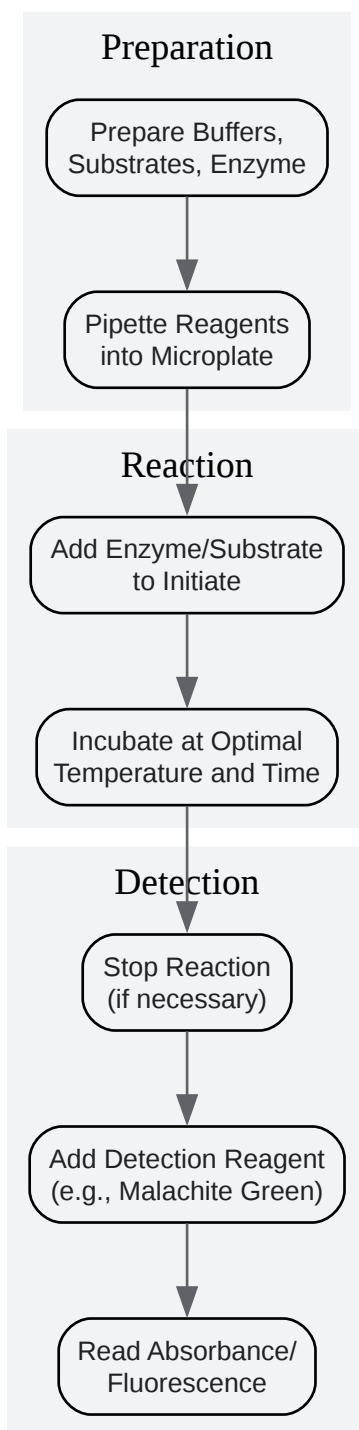 Preparation
Prepare Buffers,
Substrates, Enzyme
Pipette Reagents
into Microplate
Reaction
Add Enzyme/Substrate
to Initiate
Incubate at Optimal
Temperature and Time
Detection
Stop Reaction
(if necessary)
Add Detection Reagent
(e.g., Malachite Green)
Read Absorbance/
Fluorescence